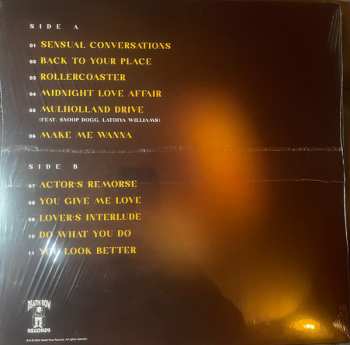 SIDE A
01 SENSUAL CONVERSATIONS
02 BACK TO YOUR PLACE
03 ROLLERCOASTER
04 MIDNIGHT LOVE AFFAIR
05 MULHOLLAND DRIVE
(FEAT. SNOOP DOGG, LATOIYA WILLIAMS)
06 MAKE ME WANNA
SIDE B
07 ACTOR'S REMORSE
08 YOU GIVE ME LOVE
09 LOVER'S INTERLUDE
10 DO WHAT YOU DO
11 YOU LOOK BETTER
DEATH ROW
RECORDS